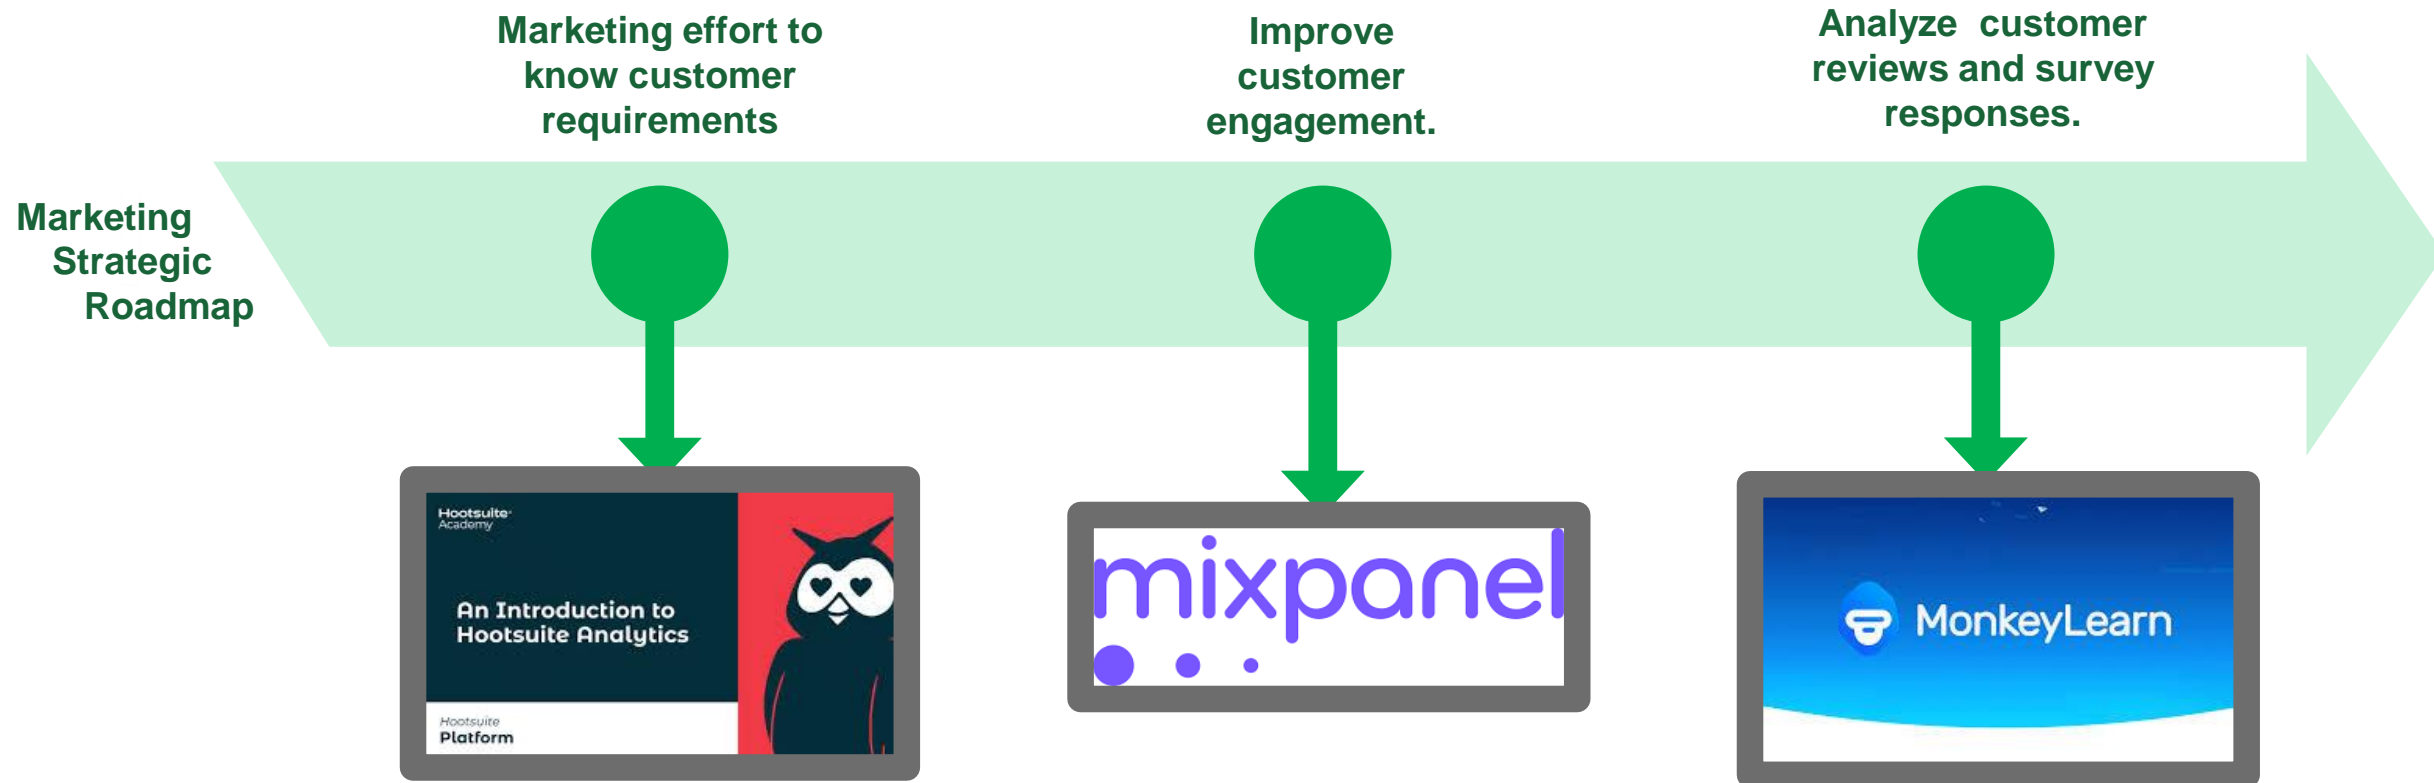 Marketing effort to
know customer
requirements
Improve
customer
engagement.
Analyze customer
reviews and survey
responses.
Marketing
Strategic
Roadmap
Hootsuite
Academy
An Introduction to
Hootsuite Analytics
Hootsuite
Platform
mixpanel
MonkeyLearn